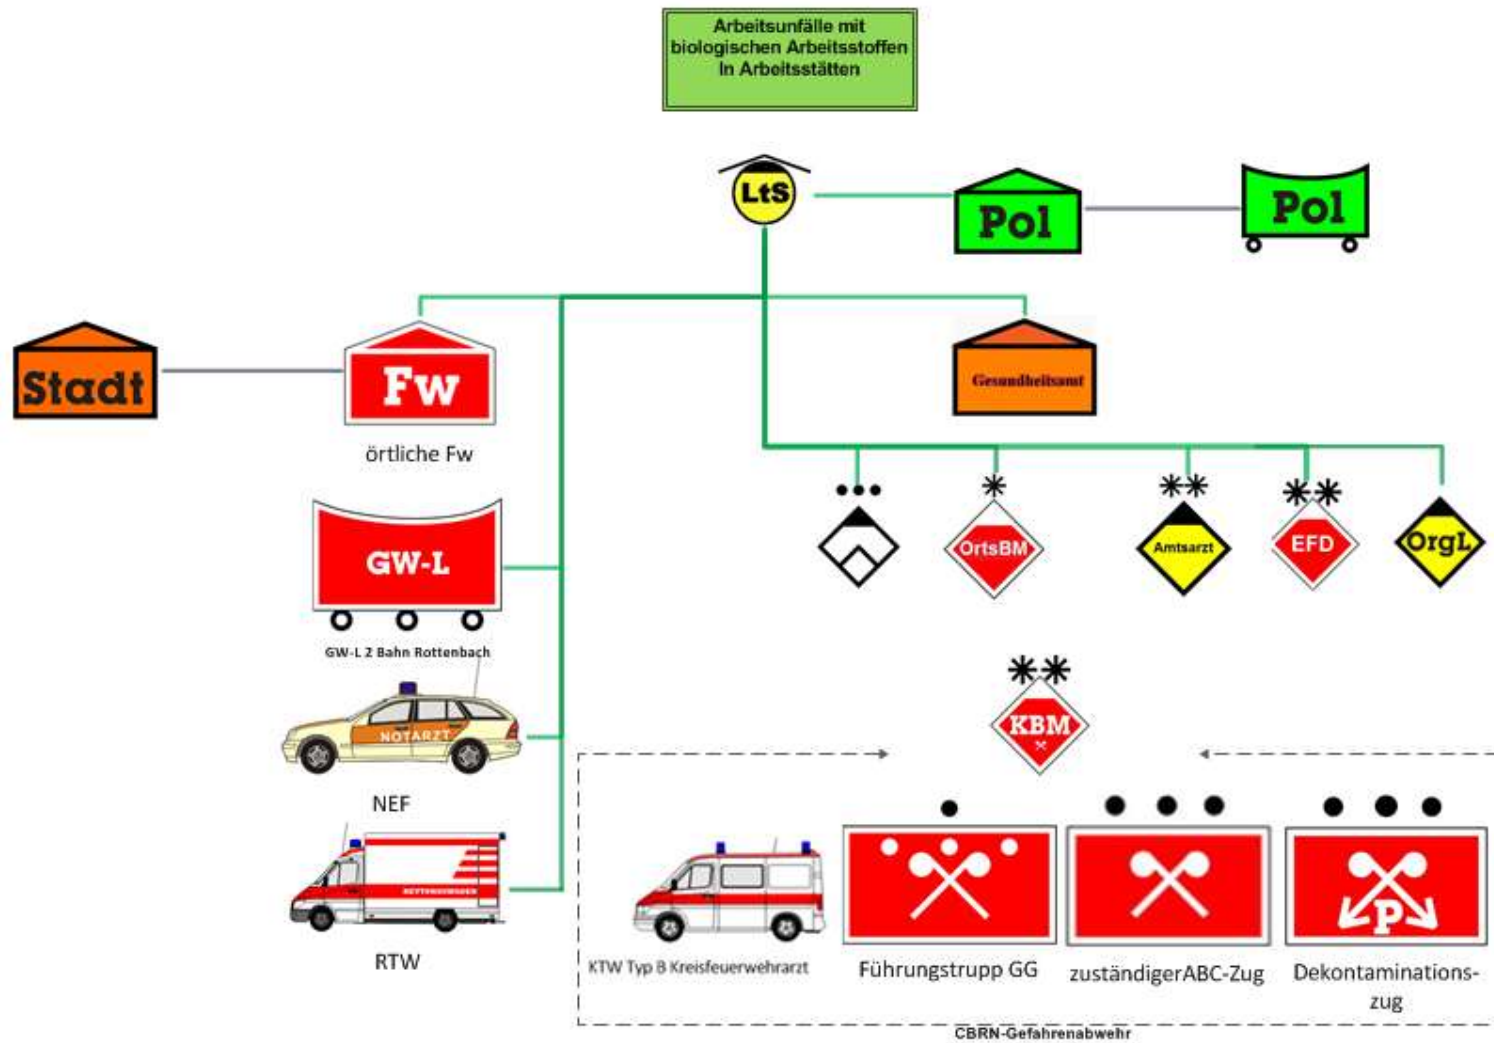 Arbeitsunfälle mit
biologischen Arbeitsstoffen
In Arbeitsstätten
LtS
Pol
Pol
Stadt
Fw
Gesundheitsamt
örtliche Fw
OrtsBM
Amtsarzt
EFD
OrgL
GW-L
GW-L 2 Bahn Rottenbach
KBM
NOTARZT
NEF
RETTUNGSWAGEN
RTW
P
KTW Typ B Kreisfeuerwehrarzt
Führungstrupp GG
zuständigerABC-Zug
Dekontaminations-
zug
CBRN-Gefahrenabwehr